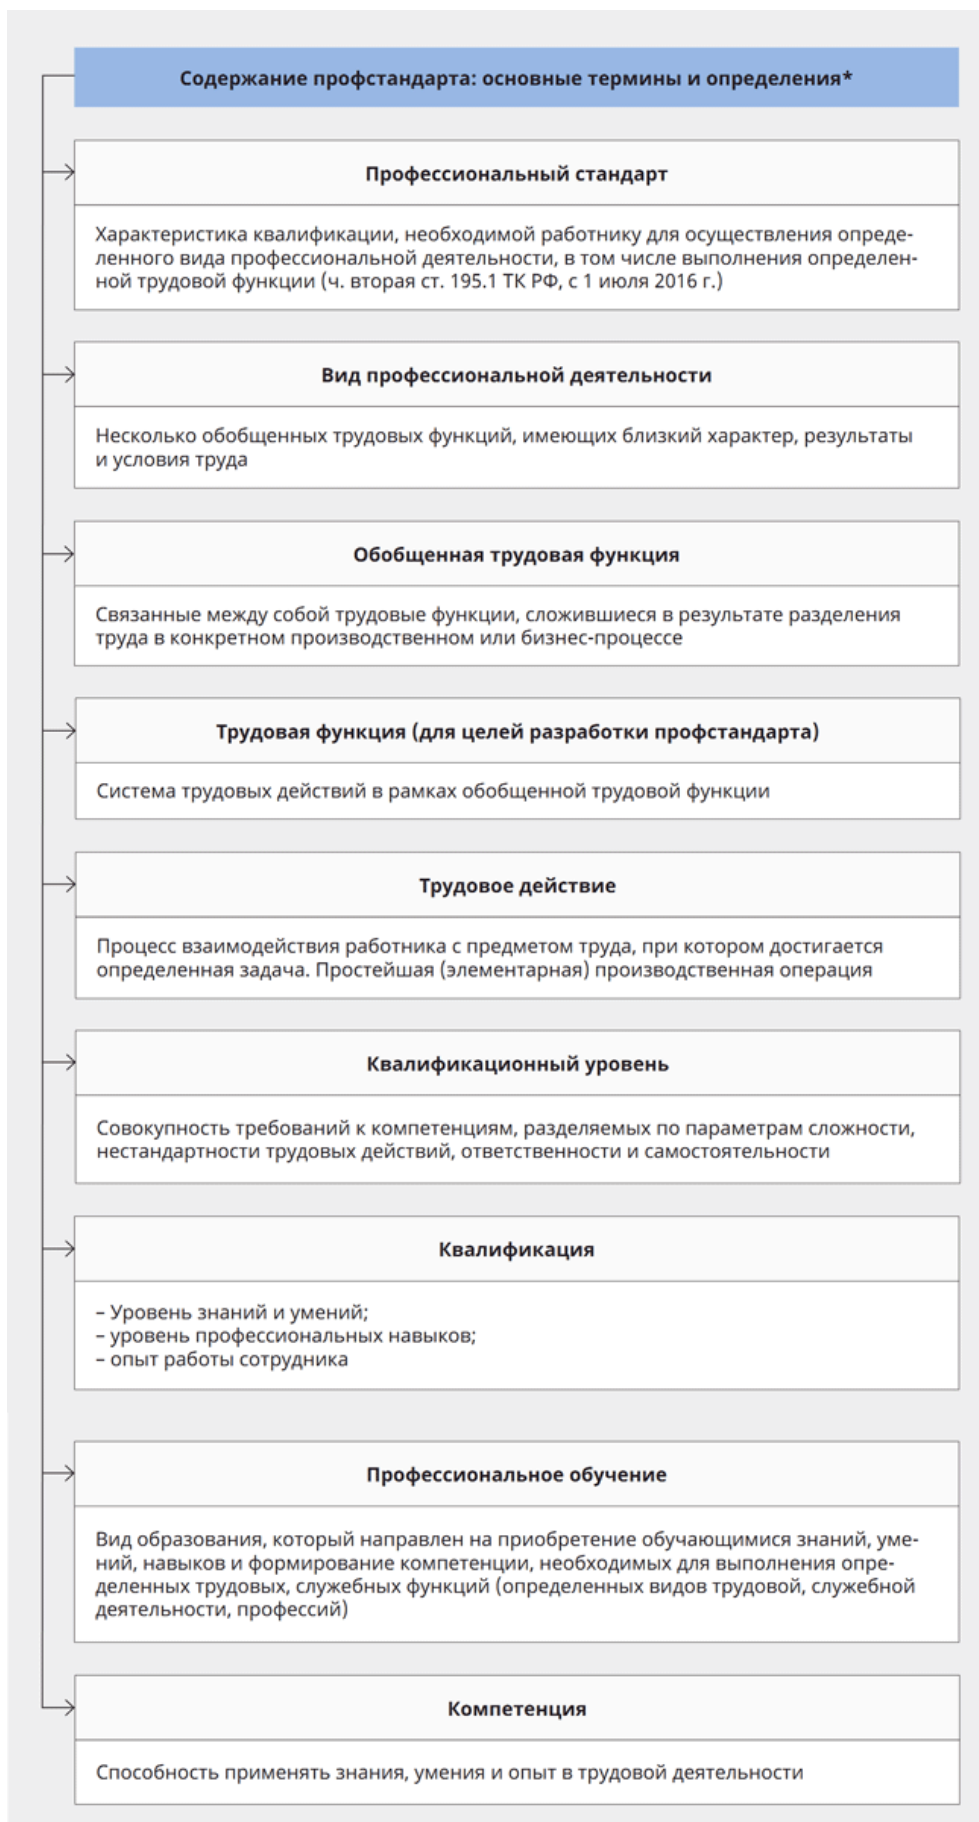 Содержание профстандарта: основные термины и определения*
Профессиональный стандарт
Характеристика квалификации, необходимой работнику для осуществления опреде-
ленного вида профессиональной деятельности, в том числе выполнения определен-
ной трудовой функции (ч. вторая ст. 195.1 ТК РФ, с 1 июля 2016 г.)
Вид профессиональной деятельности
Несколько обобщенных трудовых функций, имеющих близкий характер, результаты
и условия труда
Обобщенная трудовая функция
Связанные между собой трудовые функции, сложившиеся в результате разделения
труда в конкретном производственном или бизнес-процессе
Трудовая функция (для целей разработки профстандарта)
Система трудовых действий в рамках обобщенной трудовой функции
Трудовое действие
Процесс взаимодействия работника с предметом труда, при котором достигается
определенная задача. Простейшая (элементарная) производственная операция
Квалификационный уровень
Совокупность требований к компетенциям, разделяемых по параметрам сложности,
нестандартности трудовых действий, ответственности и самостоятельности
Квалификация
– Уровень знаний и умений;
– уровень профессиональных навыков;
– опыт работы сотрудника
Профессиональное обучение
Вид образования, который направлен на приобретение обучающимися знаний, уме-
ний, навыков и формирование компетенции, необходимых для выполнения опре-
деленных трудовых, служебных функций (определенных видов трудовой, служебной
деятельности, профессий)
Компетенция
Способность применять знания, умения и опыт в трудовой деятельности